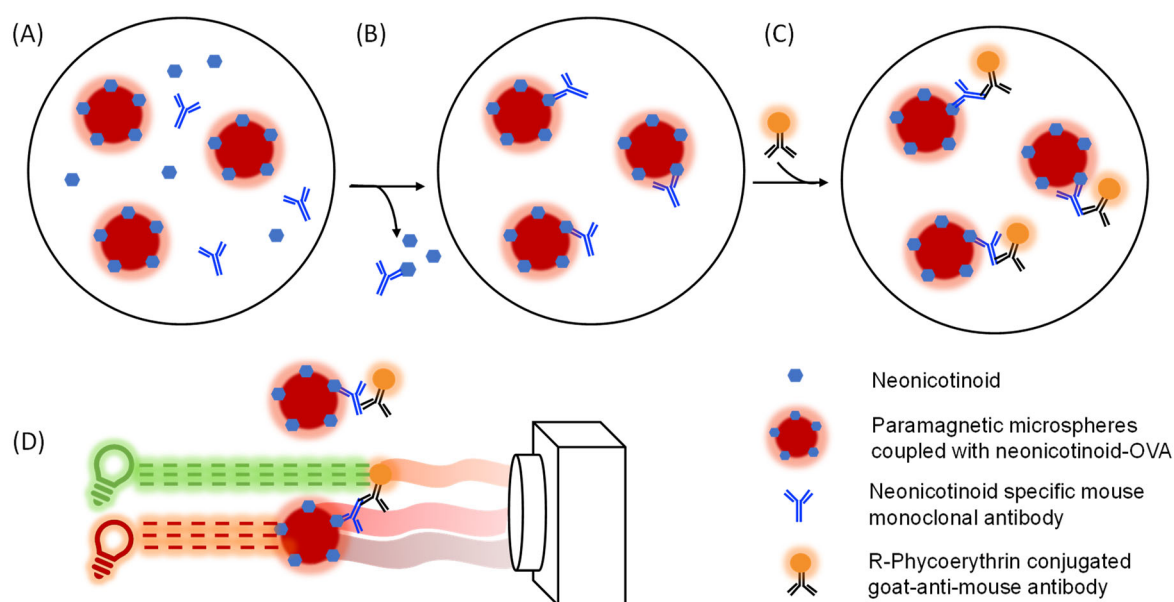 (A)
(B)
(C)
(D)
Neonicotinoid
Paramagnetic microspheres
coupled with neonicotinoid-OVA
Neonicotinoid specific mouse
monoclonal antibody
R-Phycoerythrin conjugated
goat-anti-mouse antibody